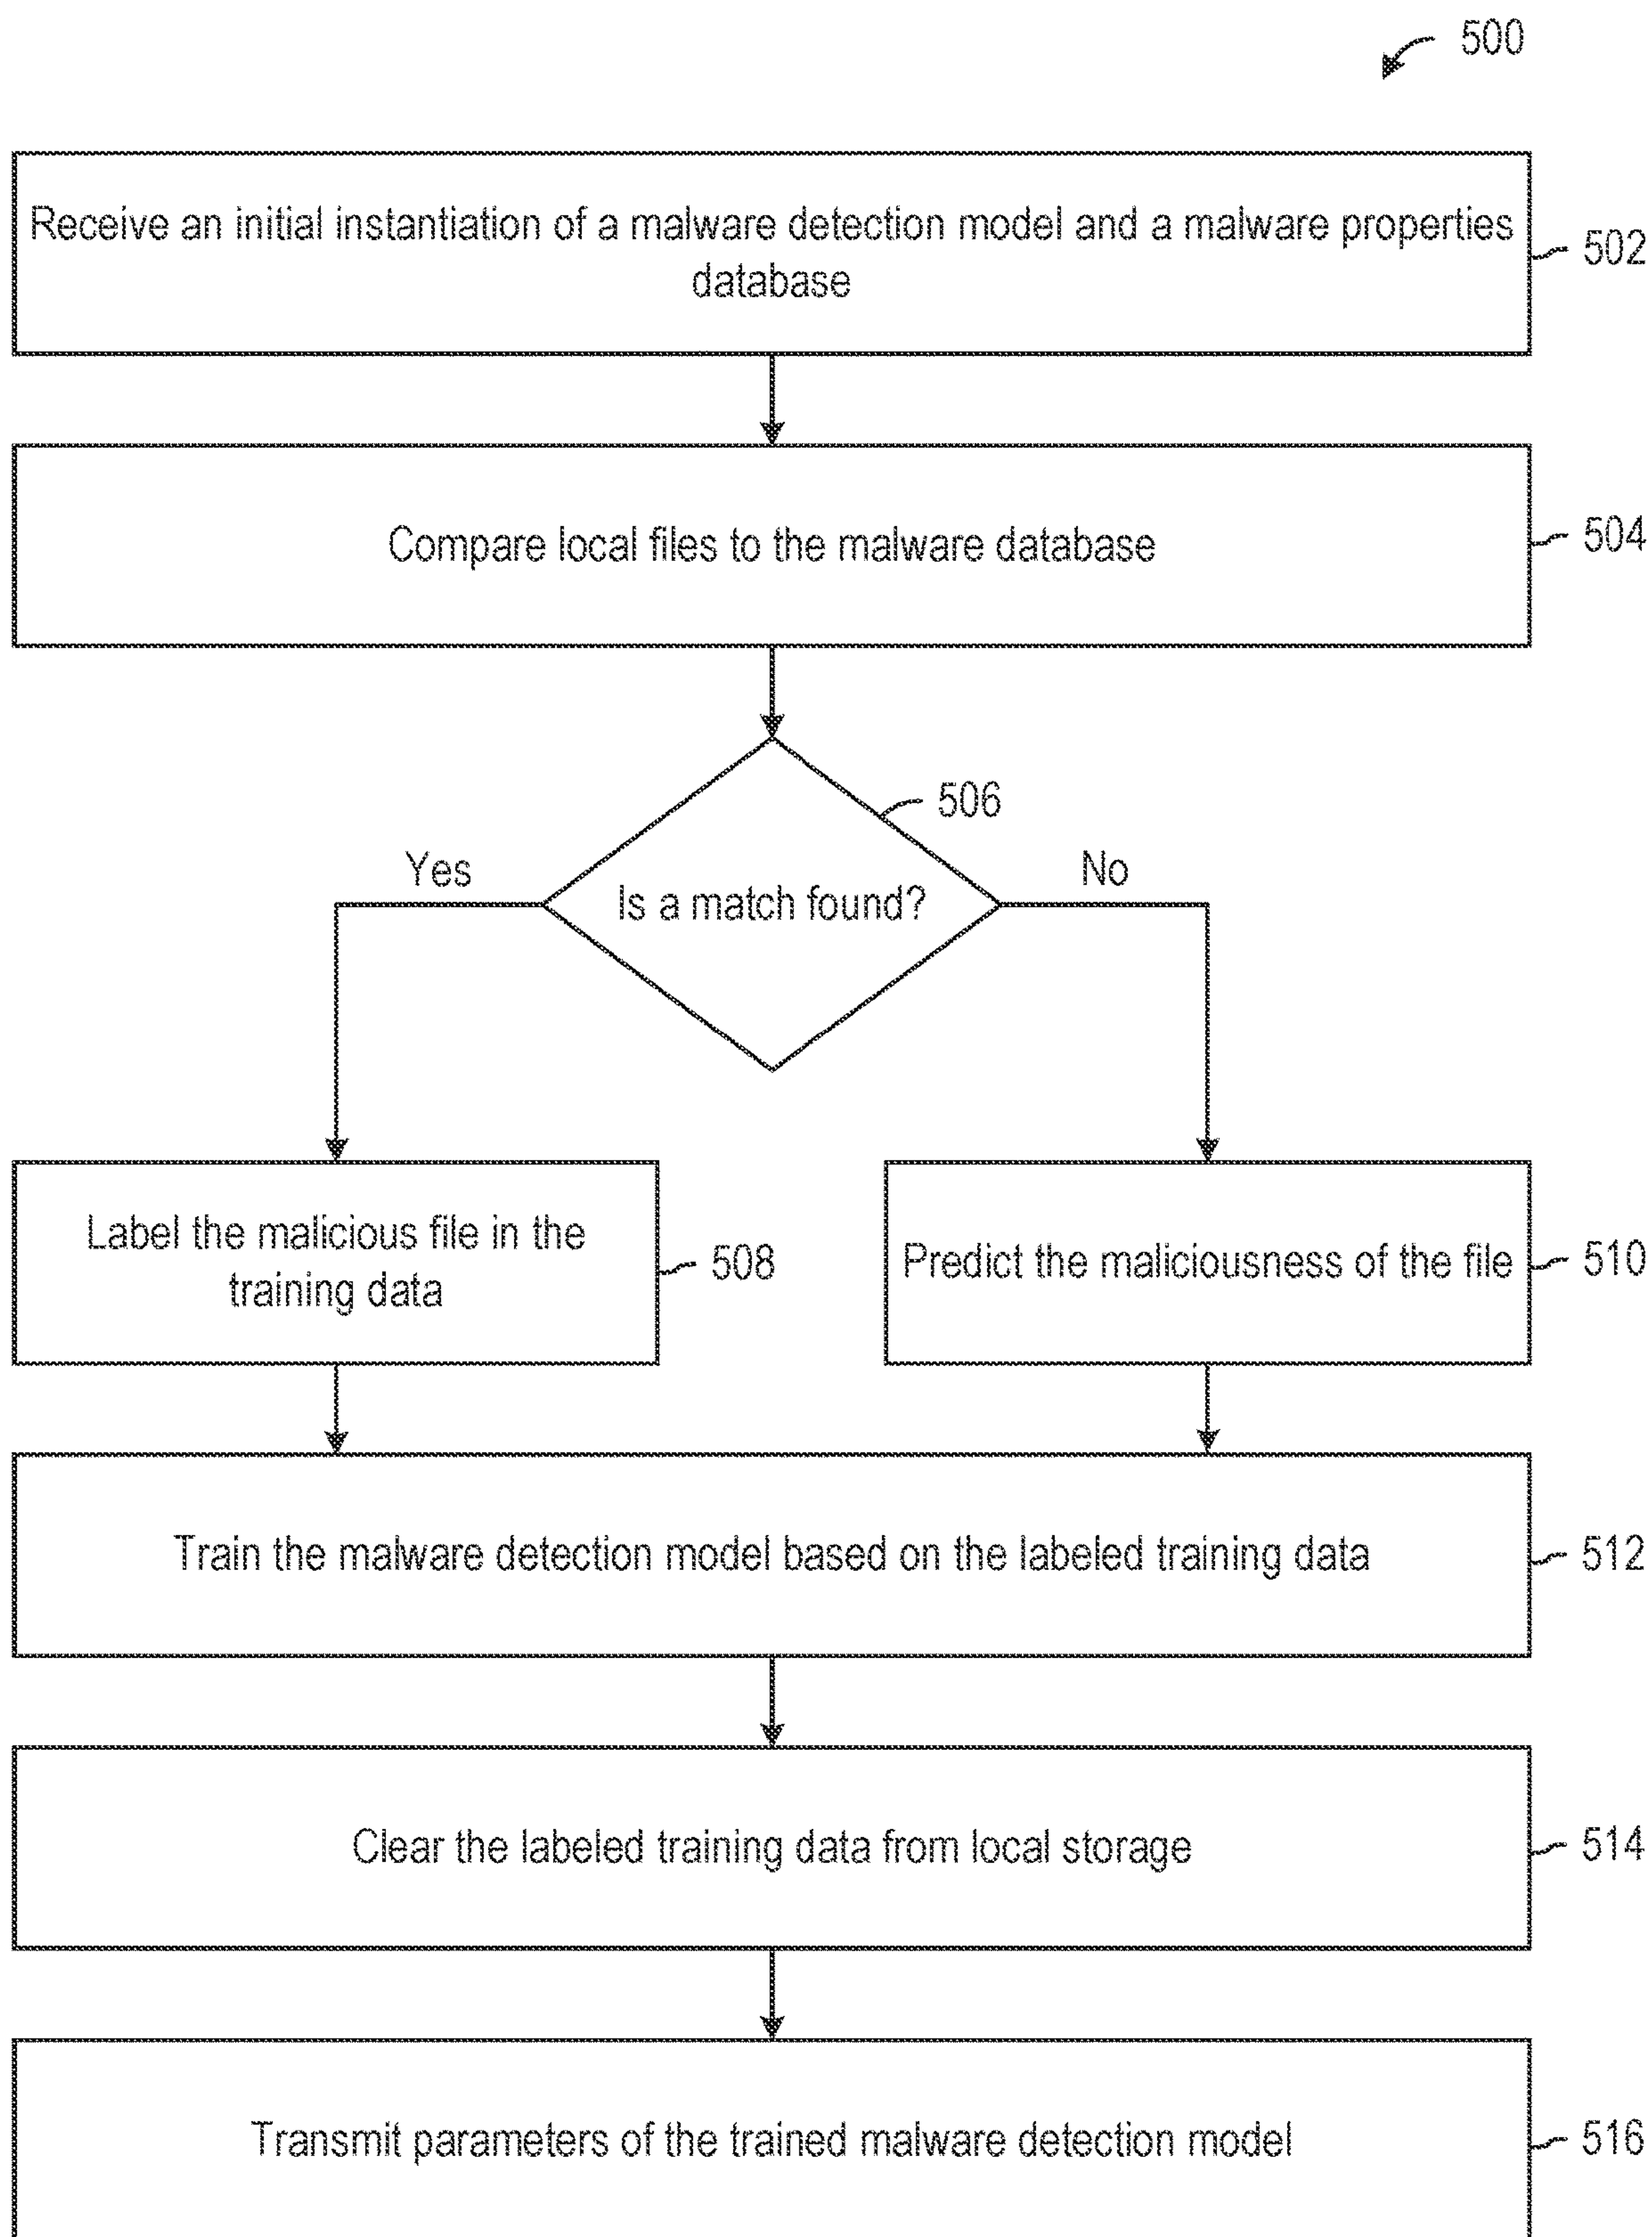 500
Receive an initial instantiation of a malware detection model and a malware properties
database
502
Compare local files to the malware database
504
506
Yes
No
Is a match found?
Label the malicious file in the
training data
508
Predict the maliciousness of the file
510
Train the malware detection model based on the labeled training data
512
Clear the labeled training data from local storage
514
Transmit parameters of the trained malware detection model
516